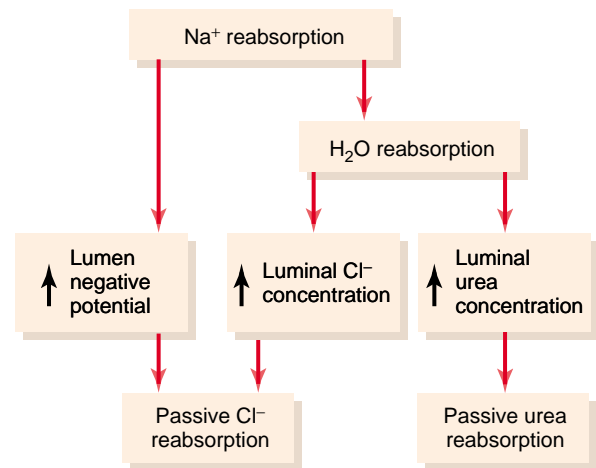 Na⁺ reabsorption
H₂O reabsorption
Lumen
negative
potential
Luminal Cl⁻
concentration
Luminal
urea
concentration
Passive Cl⁻
reabsorption
Passive urea
reabsorption